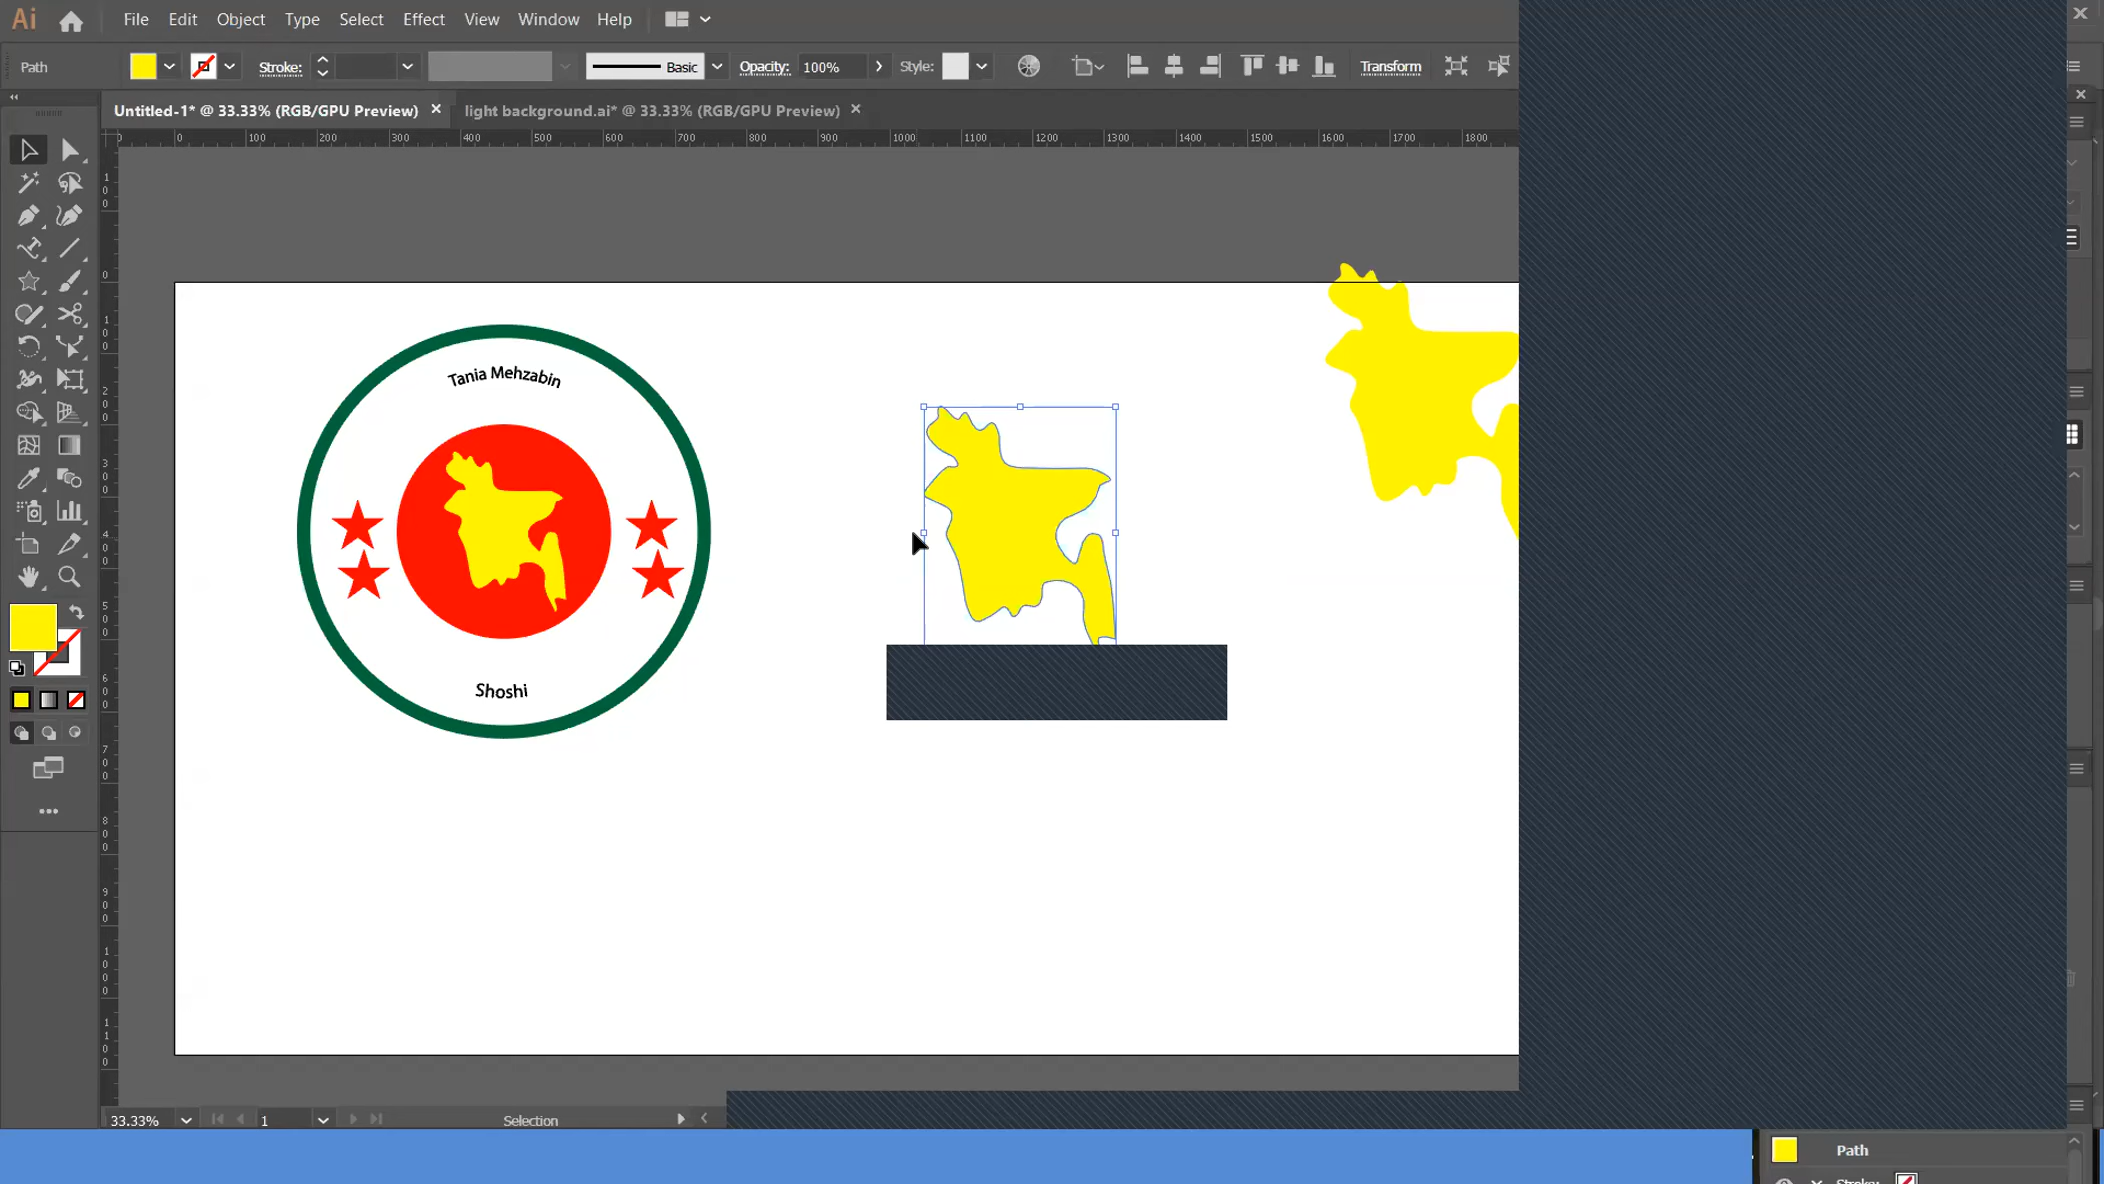 Ai File Edit Object Type Select Effect View Window Help
Path Stroke: Basic Opacity: 100% Style: Transform
Untitled-1* @ 33.33% (RGB/GPU Preview) × light background.ai* @ 33.33% (RGB/GPU Preview) ×
0 100 200 300 400 500 600 700 800 900 1000 1100 1200 1300 1400 1500 1600 1700 1800
Tania Mehzabin
Shoshi
33.33% 1 Selection
Path